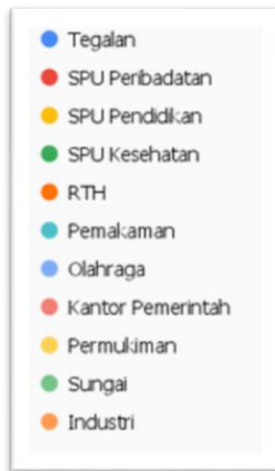 Tegalan
SPU Peribadatan
SPU Pendidikan
SPU Kesehatan
RTH
Pemakaman
Olahraga
Kantor Pemerintah
Permukiman
Sungai
Industri